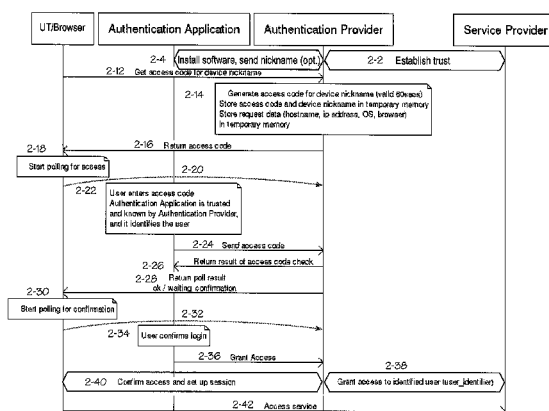 UT/Browser
Authentication Application
Authentication Provider
Service Provider
2-4
Install software, send nickname (opt.)
2-2
Establish trust
2-12
Get access code for device nickname
2-14
Generate access code for device nickname (valid 60secs)
Store access code and device nickname in temporary memory
Store request data (hostname, ip address, OS, browser)
in temporary memory
2-18
2-16
Return access code
Start polling for access
2-20
2-22
User enters access code
Authentication Application is trusted
and known by Authentication Provider,
and it identifies the user
2-24
Send access code
2-26
Return result of access code check
2-28
Return poll result
ok / waiting confirmation
2-30
Start polling for confirmation
2-32
2-34
User confirms login
2-36
Grant Access
2-38
2-40
Confirm access and set up session
Grant access to identified user (user_identifier)
2-42
Access service